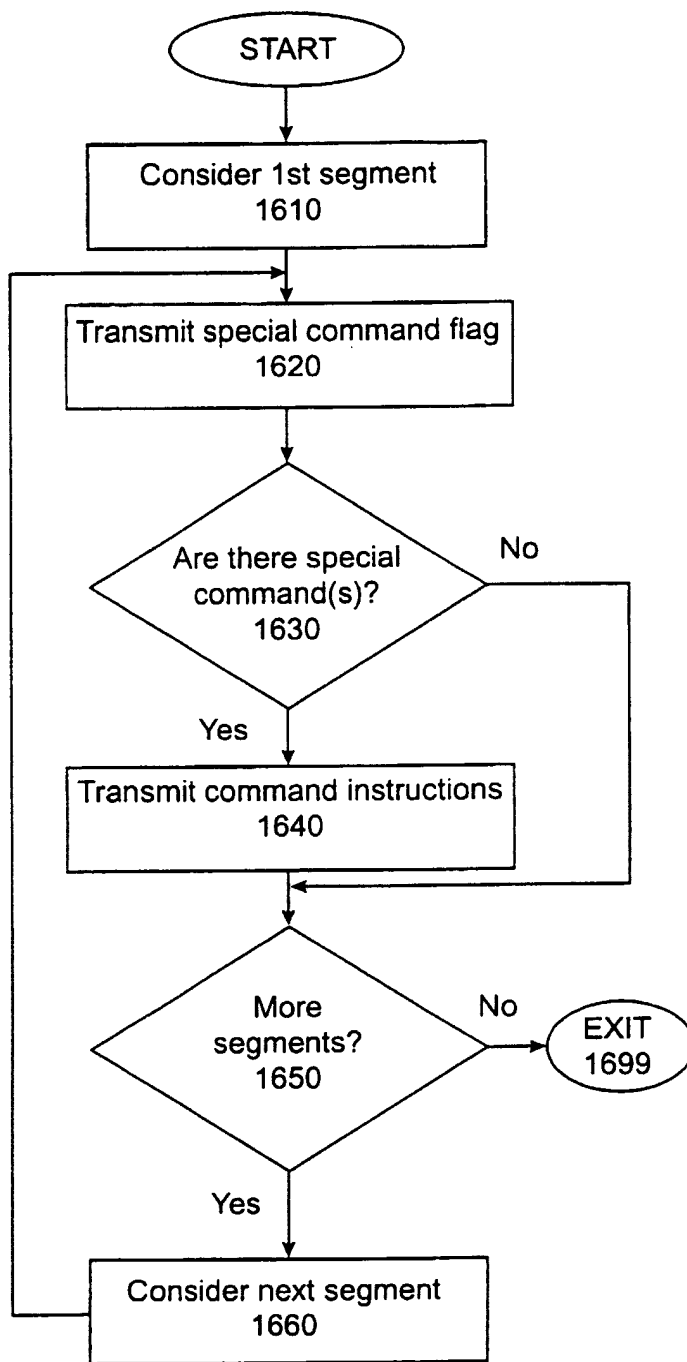 START
Consider 1st segment
1610
Transmit special command flag
1620
Are there special
command(s)?
1630
No
Yes
Transmit command instructions
1640
More
segments?
1650
No
EXIT
1699
Yes
Consider next segment
1660